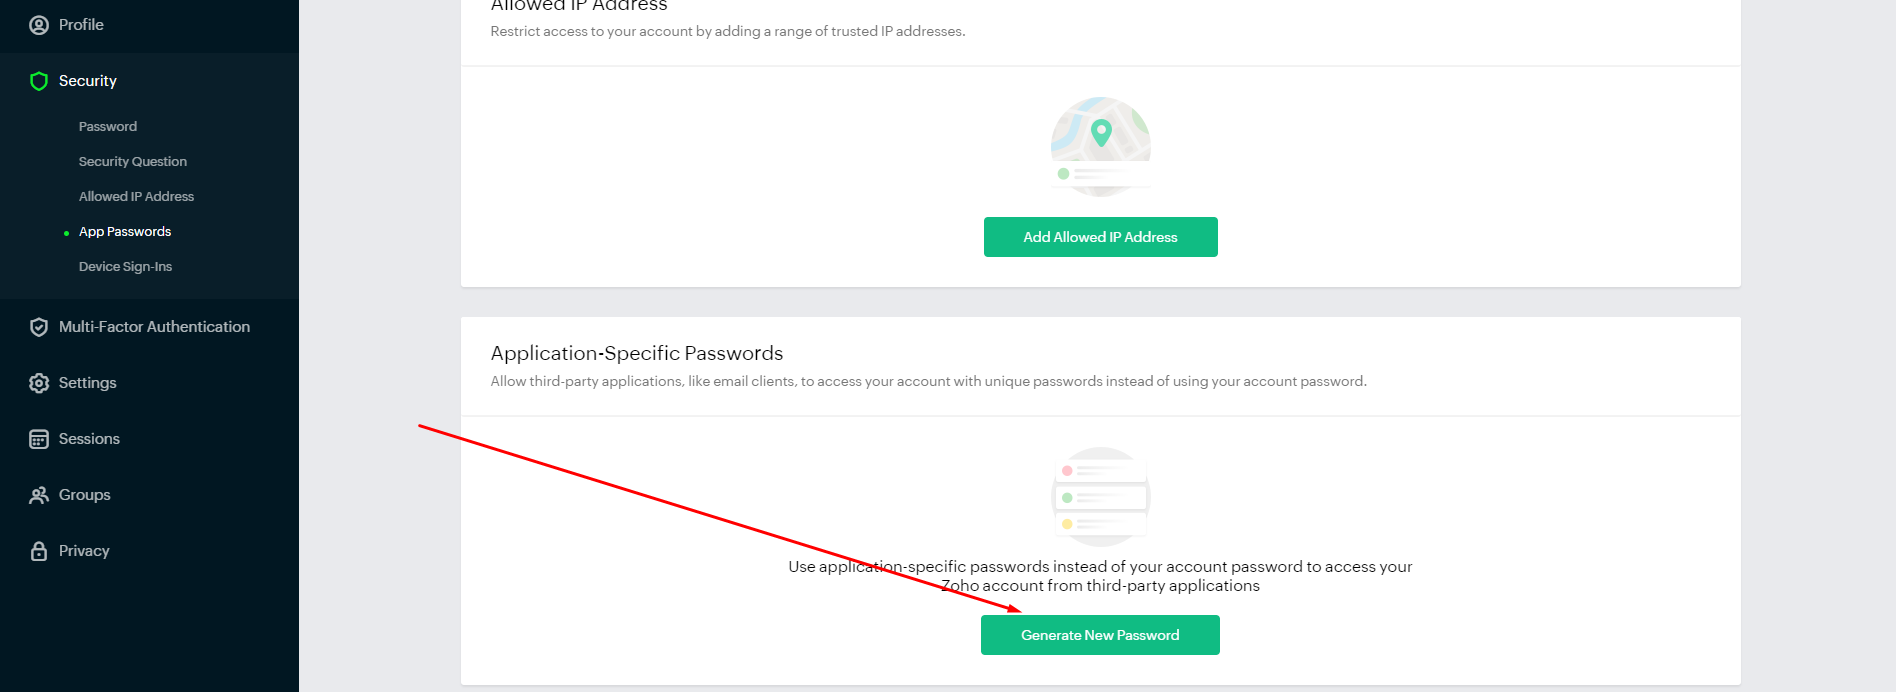 Profile
Security
Password
Security Question
Allowed IP Address
App Passwords
Device Sign-Ins
Multi-Factor Authentication
Settings
Sessions
Groups
Privacy
Allowed IP Address
Restrict access to your account by adding a range of trusted IP addresses.
Add Allowed IP Address
Application-Specific Passwords
Allow third-party applications, like email clients, to access your account with unique passwords instead of using your account password.
Use application-specific passwords instead of your account password to access your
Zoho account from third-party applications
Generate New Password